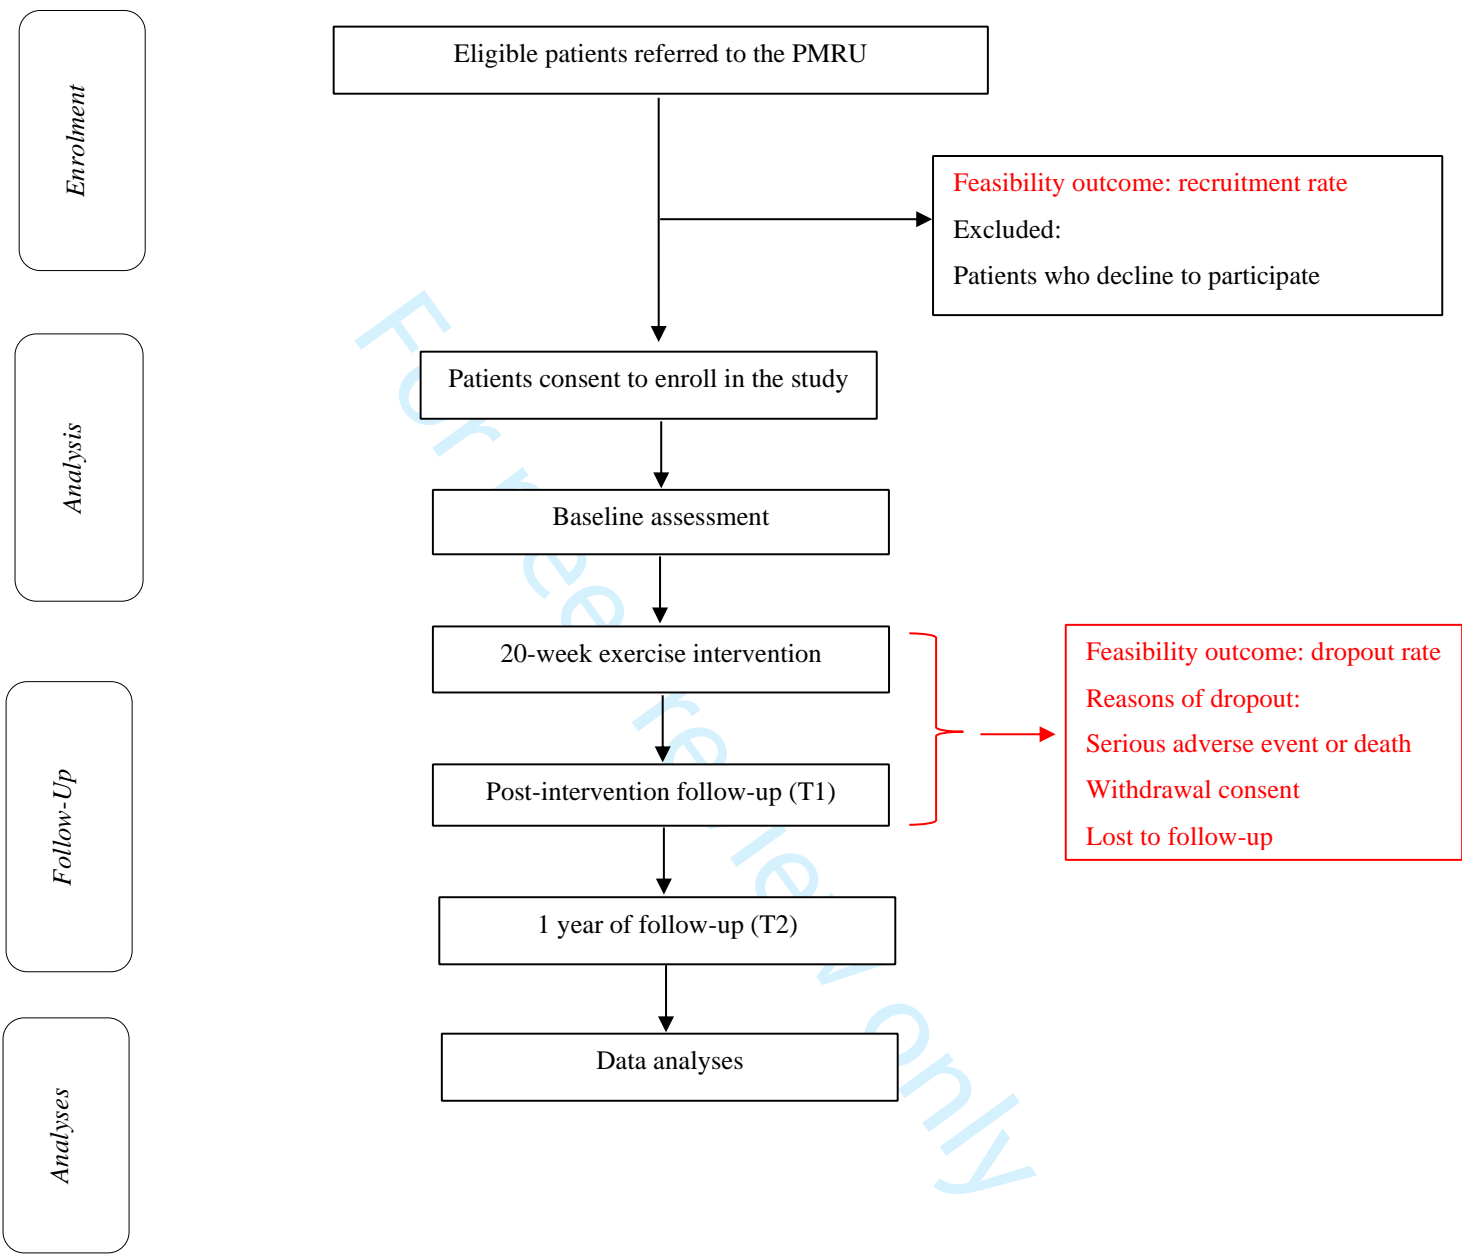 Enrolment
Eligible patients referred to the PMRU
Feasibility outcome: recruitment rate
Excluded:
Patients who decline to participate
Analysis
Patients consent to enroll in the study
Baseline assessment
Follow-Up
20-week exercise intervention
Post-intervention follow-up (T1)
1 year of follow-up (T2)
Feasibility outcome: dropout rate
Reasons of dropout:
Serious adverse event or death
Withdrawal consent
Lost to follow-up
Analyses
Data analyses
For peer review only